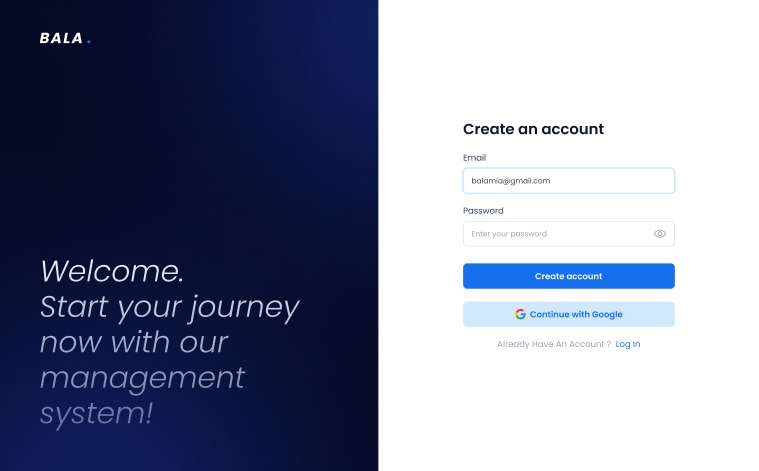 BALA .
Welcome.
Start your journey
now with our
management
system!
Create an account
Email
balamia@gmail.com
Password
Enter your password
Create account
Continue with Google
Already Have An Account ? Log In